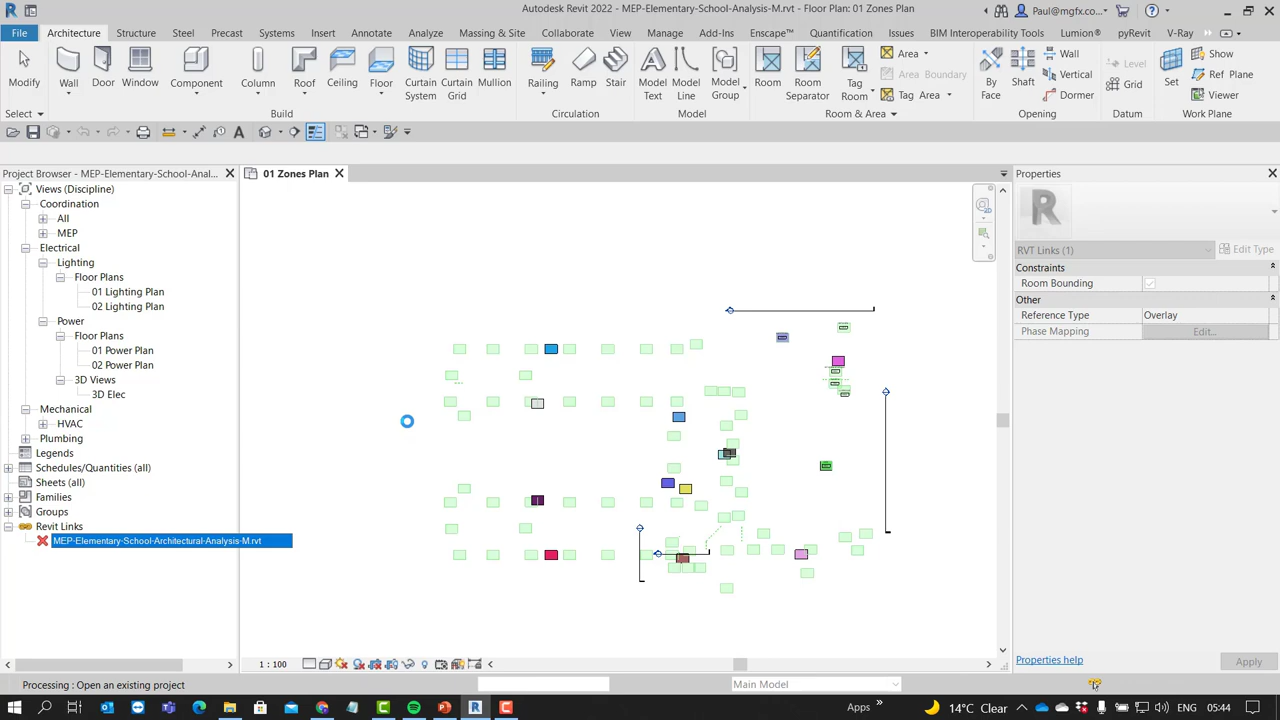 Autodesk Revit 2022 - MEP-Elementary-School-Analysis-M.rvt - Floor Plan: 01 Zones Plan
Paul@mgfx.co...
File Architecture Structure Steel Precast Systems Insert Annotate Analyze Massing & Site Collaborate View Manage Add-Ins Enscape™ Quantification Issues BIM Interoperability Tools Lumion® pyRevit V-Ray
Modify Wall Door Window Component Column Roof Ceiling Floor Curtain System Curtain Grid Mullion Railing Ramp Stair Model Text Model Line Model Group Room Room Separator Tag Room By Face Shaft Set
Area Wall Level Show
Area Boundary Vertical Grid Ref Plane
Tag Area Dormer Viewer
Select Build Circulation Model Room & Area Opening Datum Work Plane
Project Browser - MEP-Elementary-School-Anal...
01 Zones Plan
Properties
Views (Discipline)
Coordination
All
MEP
Electrical
Lighting
Floor Plans
01 Lighting Plan
02 Lighting Plan
Power
Floor Plans
01 Power Plan
02 Power Plan
3D Views
3D Elec
Mechanical
HVAC
Plumbing
Legends
Schedules/Quantities (all)
Sheets (all)
Families
Groups
Revit Links
MEP-Elementary-School-Architectural-Analysis-M.rvt
RVT Links (1)
Edit Type
Constraints
Room Bounding
Other
Reference Type Overlay
Phase Mapping Edit...
Properties help
Apply
1 : 100
Processing : Open an existing project
Main Model
Apps
14°C Clear
ENG
05:44